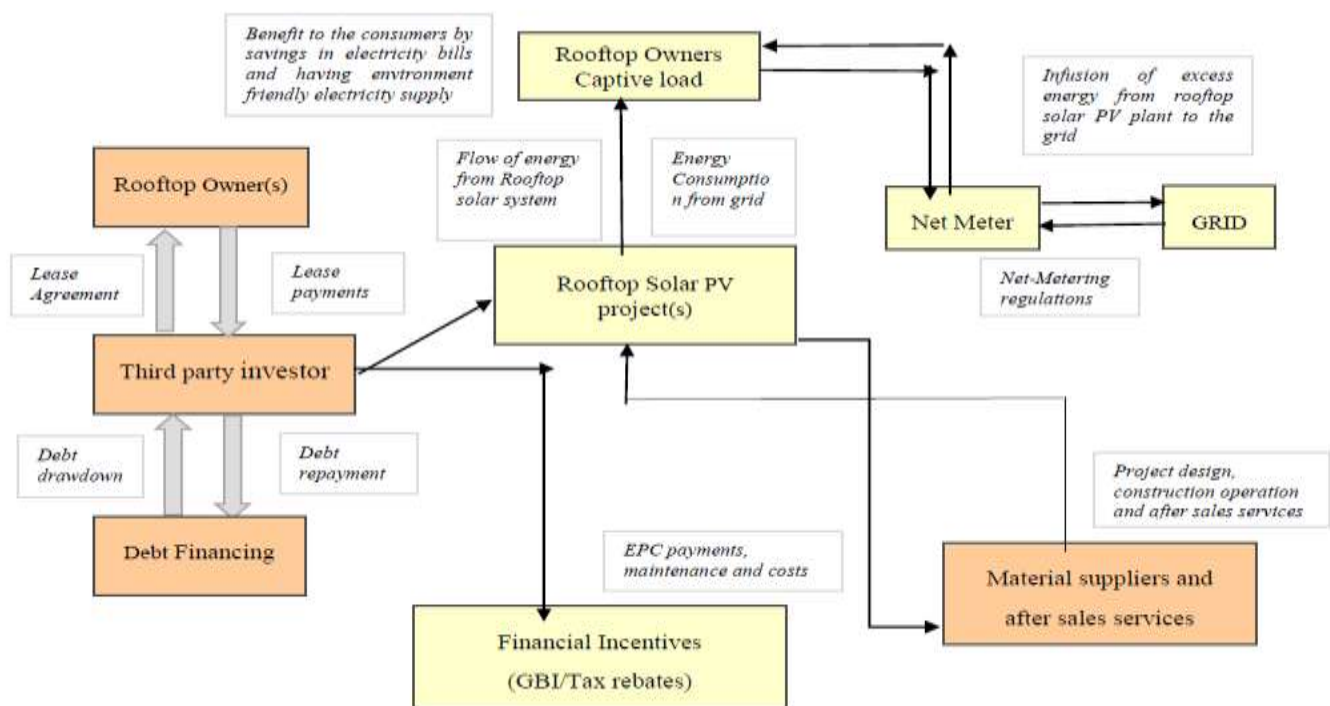 Benefit to the consumers by
savings in electricity bills
and having environment
friendly electricity supply
Rooftop Owners
Captive load
Infusion of excess
energy from rooftop
solar PV plant to the
grid
Rooftop Owner(s)
Flow of energy
from Rooftop
solar system
Energy
Consumptio
n from grid
Net Meter
GRID
Lease
Agreement
Lease
payments
Rooftop Solar PV
project(s)
Net-Metering
regulations
Third party investor
Debt
drawdown
Debt
repayment
Project design,
construction operation
and after sales services
Debt Financing
EPC payments,
maintenance and costs
Material suppliers and
after sales services
Financial Incentives
(GBI/Tax rebates)